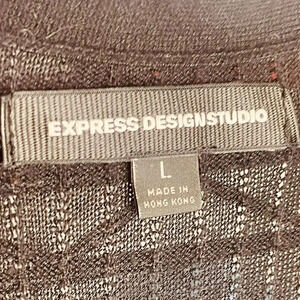 EXPRESS DESIGNSTUDIO
L
MADE IN
HONG KONG